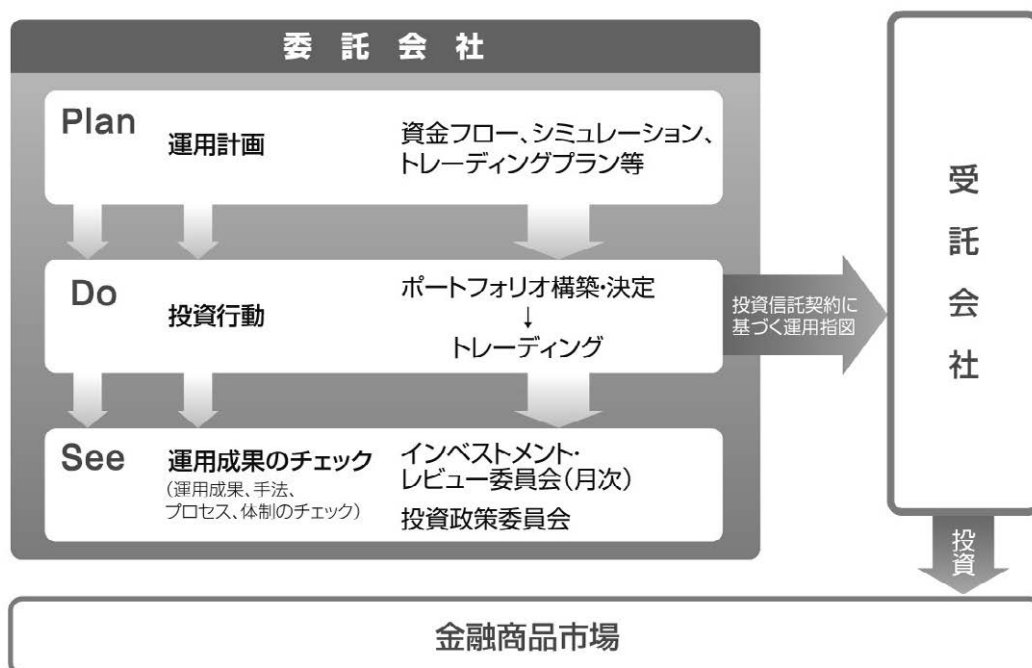 委託会社
Plan
運用計画
資金フロー、シミュレーション、
トレーディングプラン等
Do
投資行動
ポートフォリオ構築・決定
↓
トレーディング
See
運用成果のチェック
(運用成果、手法、
プロセス、体制のチェック)
インベストメント・
レビュー委員会(月次)
投資政策委員会
投資信託契約に
基づく運用指図
受託会社
投資
金融商品市場